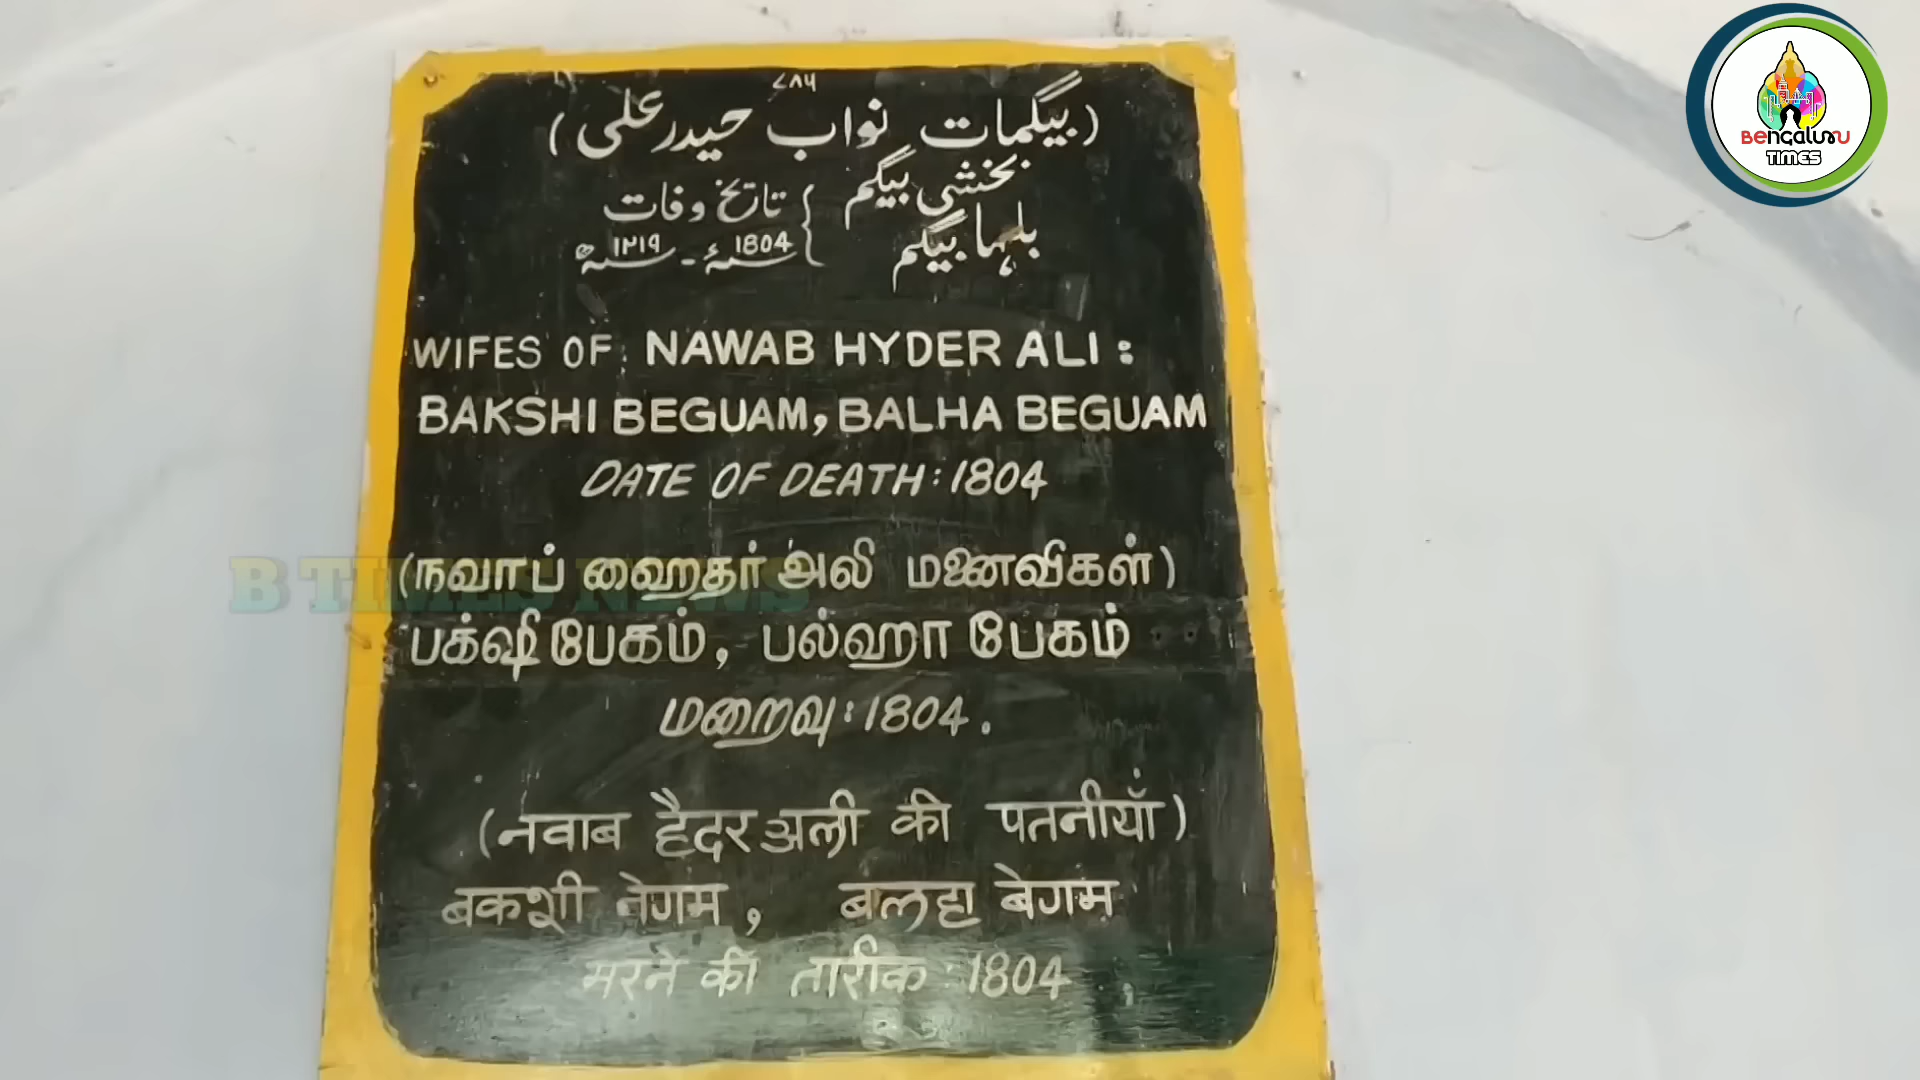 ۷۸۶
(بیگمات نواب حیدر علی)
بخشی بیگم
بلہا بیگم
تاریخ وفات
1804ء - ۱۲۱۹ھ
WIFES OF: NAWAB HYDER ALI:
BAKSHI BEGUAM, BALHA BEGUAM
DATE OF DEATH: 1804
(நவாப் ஹைதர் அலி மனைவிகள்)
பக்ஷி பேகம், பல்ஹா பேகம்
மறைவு: 1804.
(नवाब हैदर अली की पतनीयाँ)
बकशी बेगम, बलहा बेगम
मरने की तारीक : 1804
BENGALURU
TIMES
B TIMES NEWS